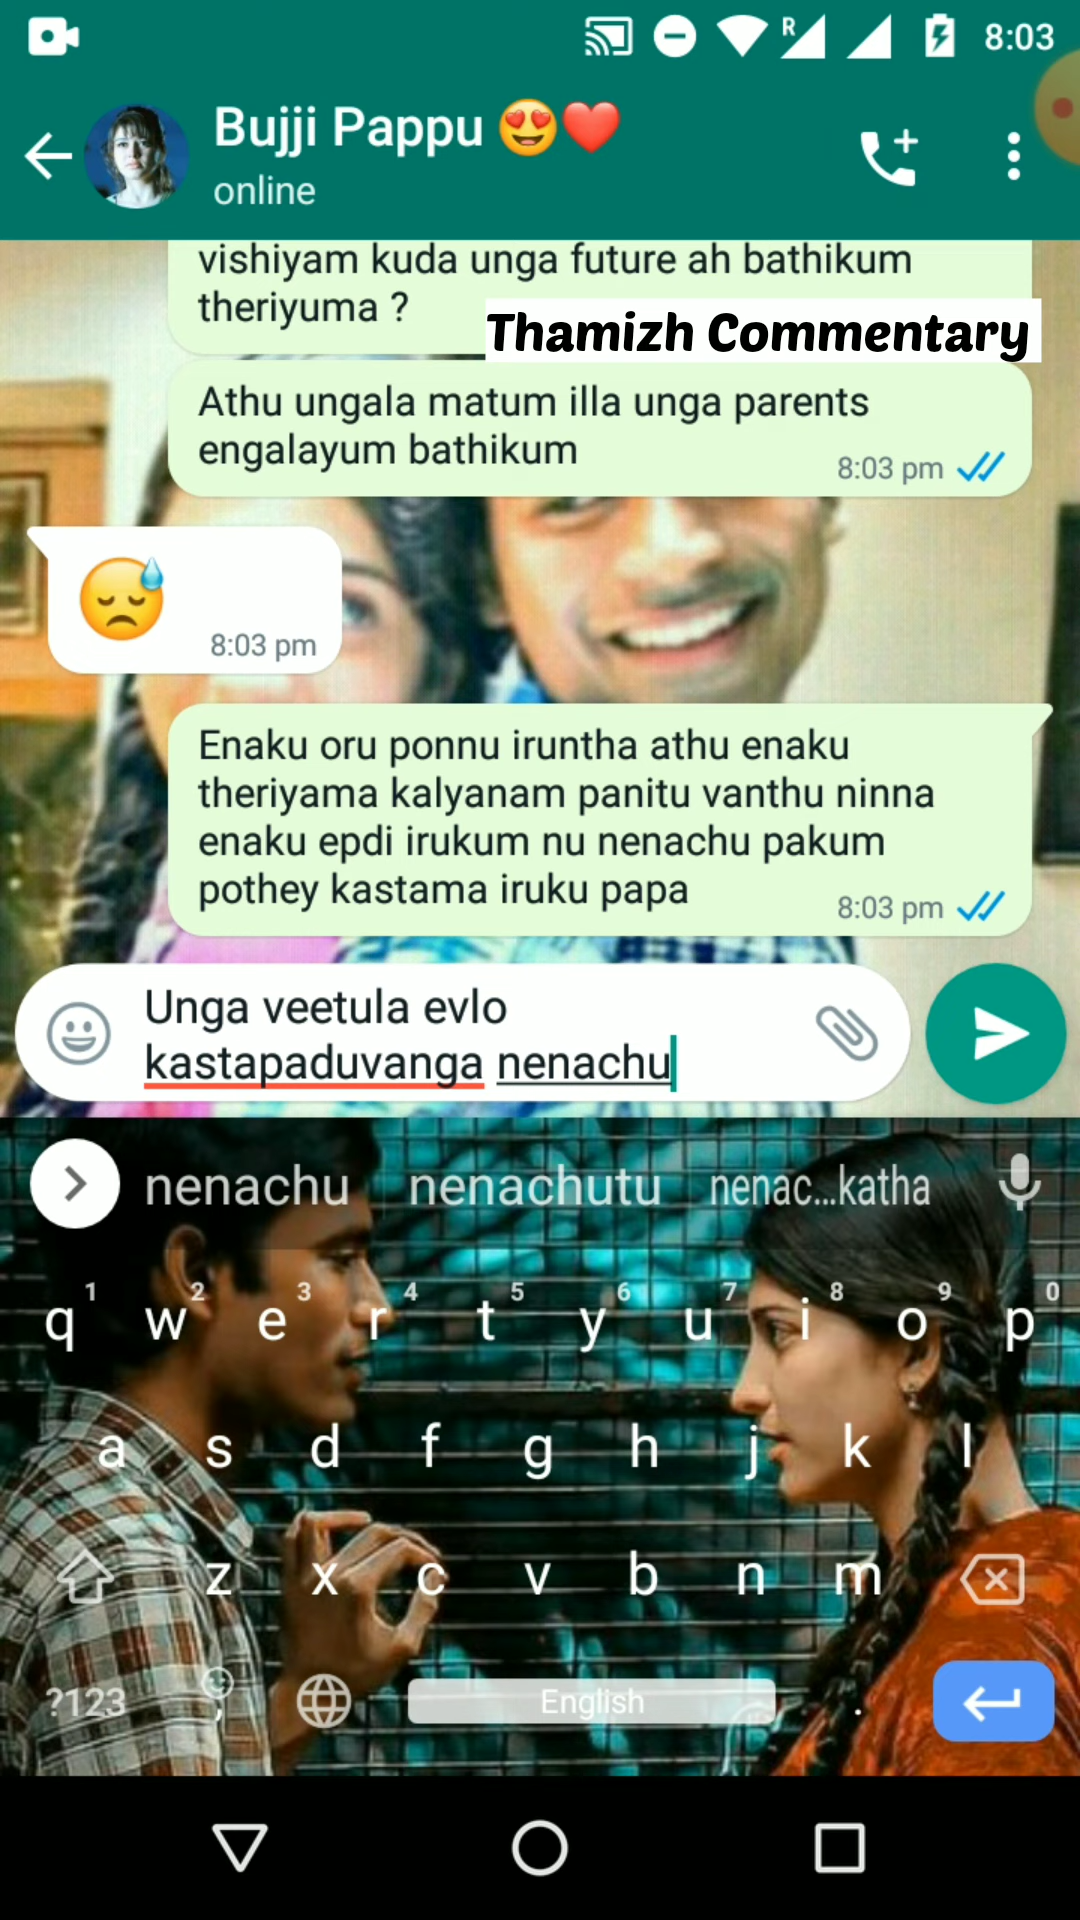 R
8:03
Bujji Pappu 😍❤️
online
vishiyam kuda unga future ah bathikum
theriyuma ?
Thamizh Commentary
Athu ungala matum illa unga parents
engalayum bathikum
8:03 pm
😓
8:03 pm
Enaku oru ponnu iruntha athu enaku
theriyama kalyanam panitu vanthu ninna
enaku epdi irukum nu nenachu pakum
pothey kastama iruku papa
8:03 pm
Unga veetula evlo
kastapaduvanga nenachu
nenachu nenachutu nenac...katha
1 2 3 4 5 6 7 8 9 0
q w e r t y u i o p
a s d f g h j k l
z x c v b n m
?123 , English .